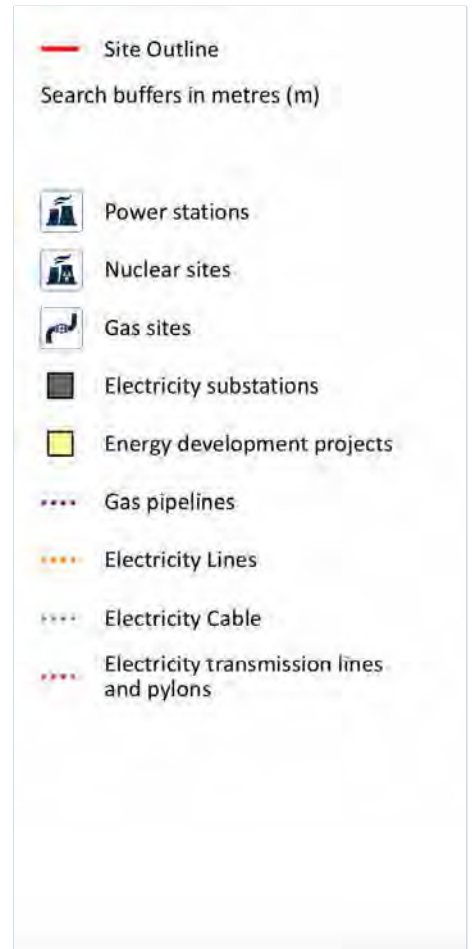 Site Outline
Search buffers in metres (m)
Power stations
Nuclear sites
Gas sites
Electricity substations
Energy development projects
Gas pipelines
Electricity Lines
Electricity Cable
Electricity transmission lines
and pylons